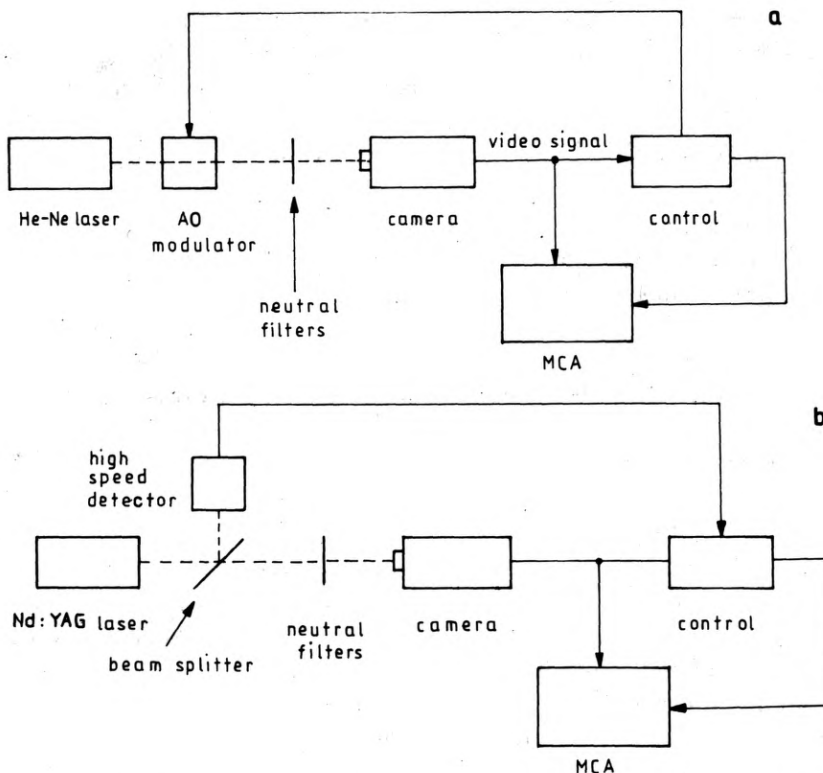 a
video signal
He-Ne laser
AO
modulator
camera
control
neutral
filters
MCA
b
high
speed
detector
Nd:YAG laser
beam splitter
neutral
filters
camera
control
MCA